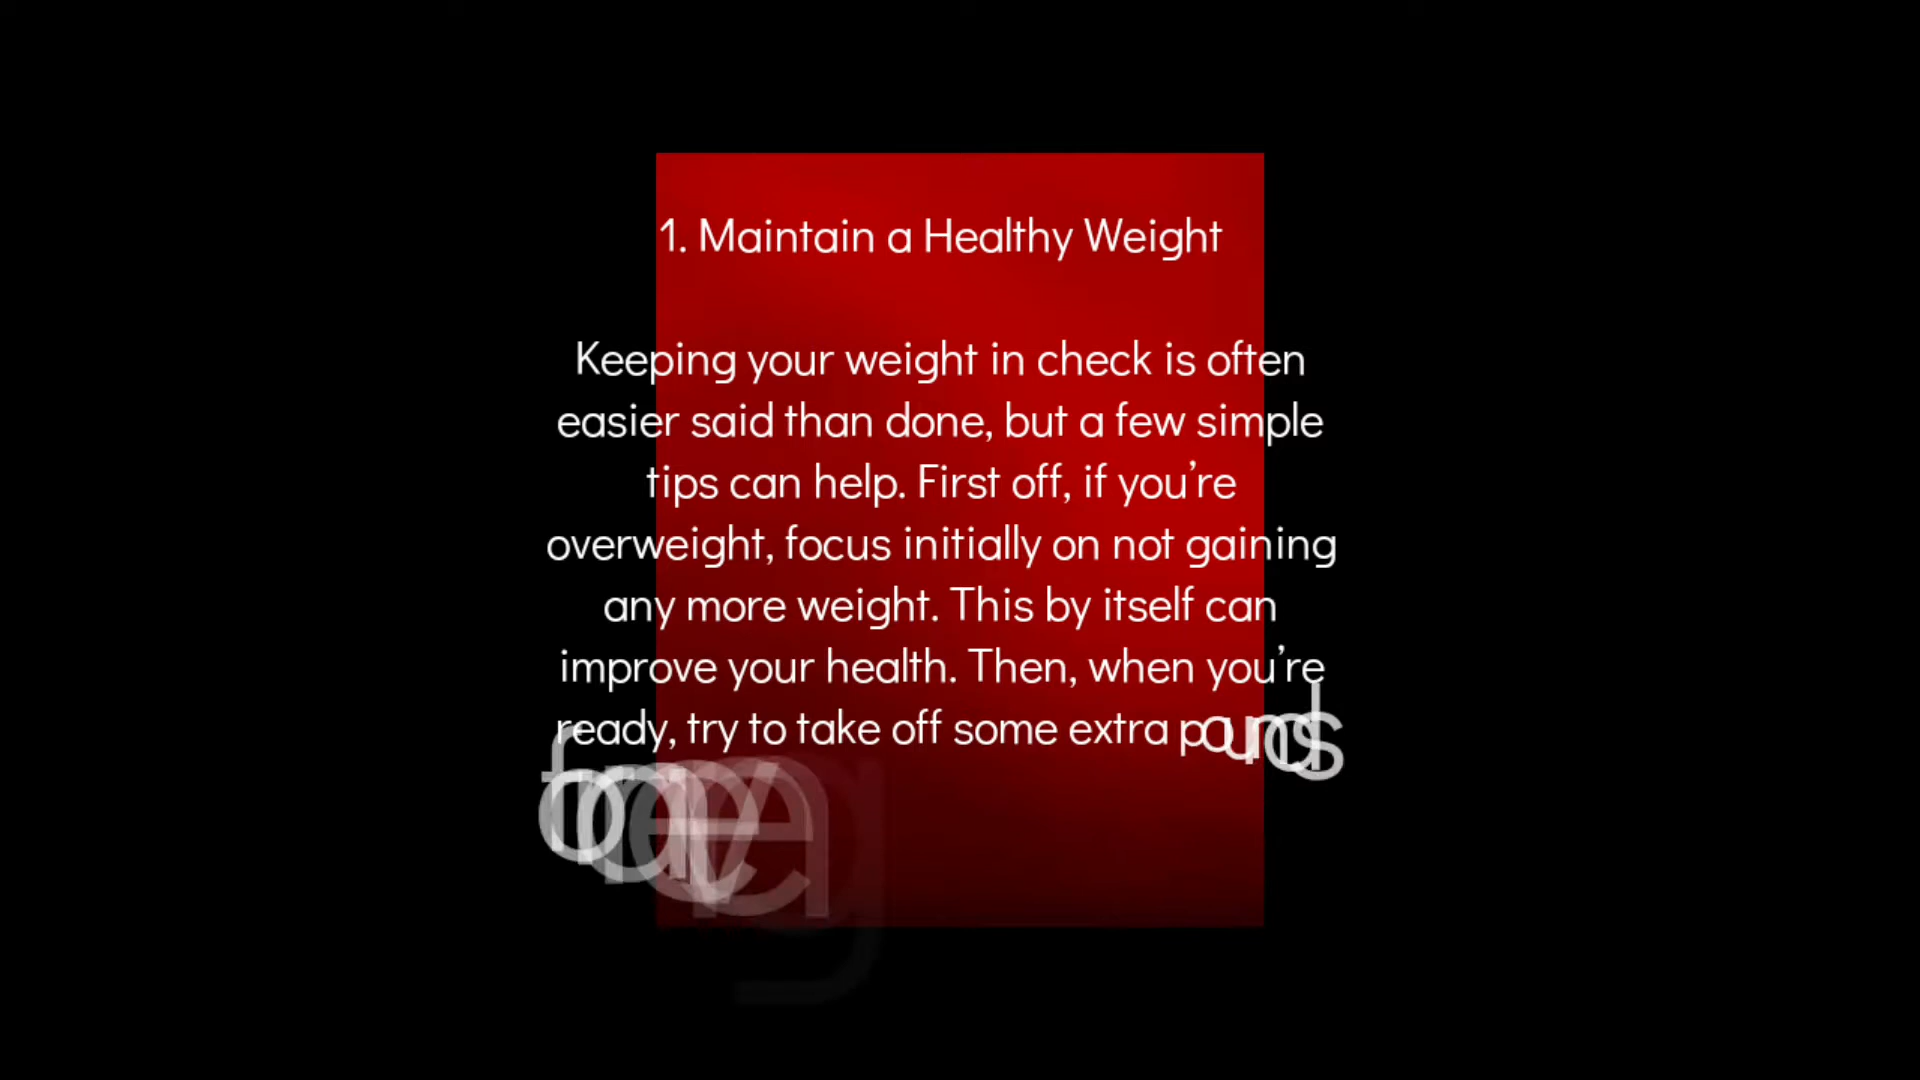 1. Maintain a Healthy Weight
Keeping your weight in check is often
easier said than done, but a few simple
tips can help. First off, if you’re
overweight, focus initially on not gaining
any more weight. This by itself can
improve your health. Then, when you’re
ready, try to take off some extra pounds